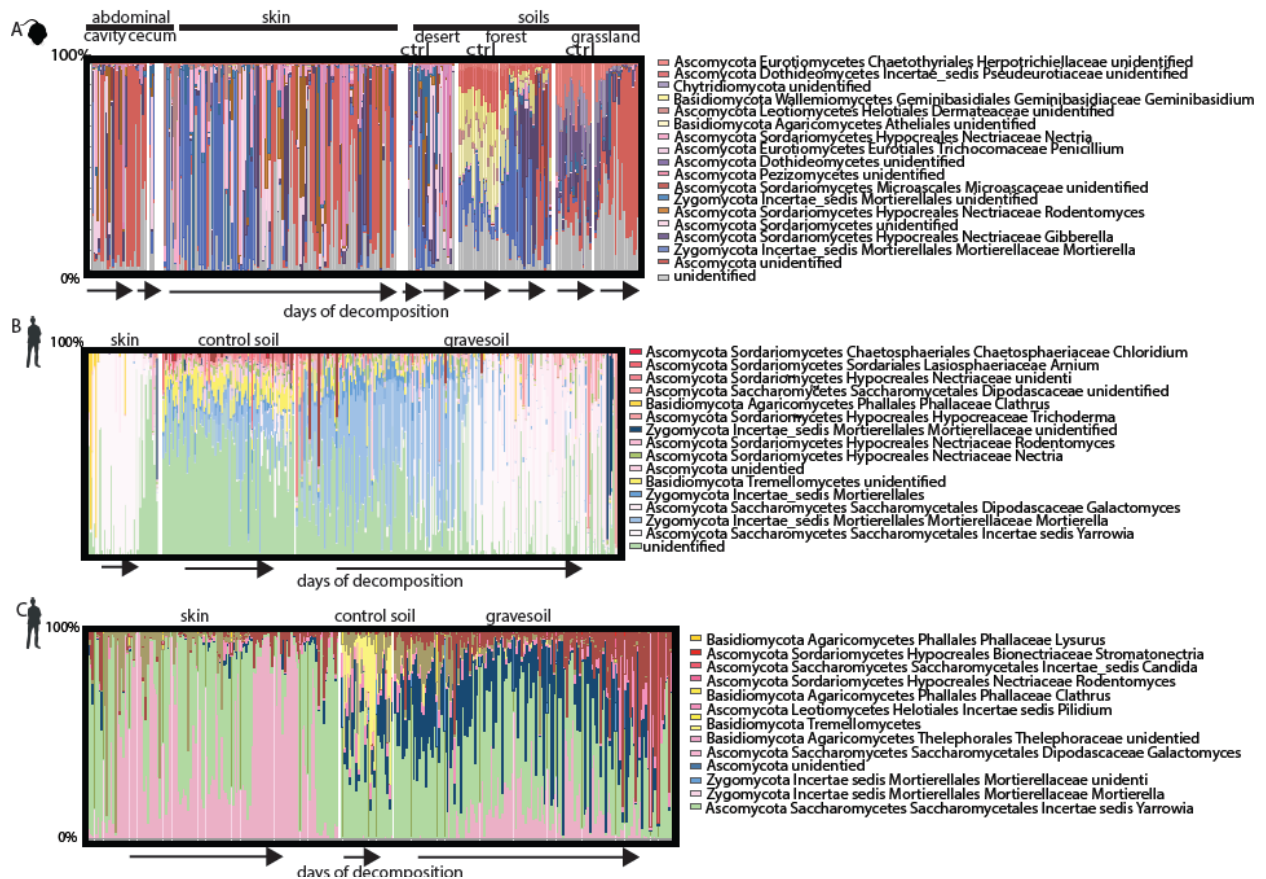 A
abdominal skin soils
cavity cecum desert forest grassland
ctrl ctrl ctrl
100%
0%
days of decomposition
Ascomycota Eurotiomycetes Chaetothyriales Herpotrichiellaceae unidentified
Ascomycota Dothideomycetes Incertae_sedis Pseudeurotiaceae unidentified
Chytridiomycota unidentified
Basidiomycota Wallemiomycetes Geminibasidiales Geminibasidiaceae Geminibasidium
Ascomycota Leotiomycetes Helotiales Dermateaceae unidentified
Basidiomycota Agaricomycetes Atheliales unidentified
Ascomycota Sordariomycetes Hypocreales Nectriaceae Nectria
Ascomycota Eurotiomycetes Eurotiales Trichocomaceae Penicillium
Ascomycota Dothideomycetes unidentified
Ascomycota Pezizomycetes unidentified
Ascomycota Sordariomycetes Microascales Microascaceae unidentified
Zygomycota Incertae_sedis Mortierellales unidentified
Ascomycota Sordariomycetes Hypocreales Nectriaceae Rodentomyces
Ascomycota Sordariomycetes unidentified
Ascomycota Sordariomycetes Hypocreales Nectriaceae Gibberella
Zygomycota Incertae_sedis Mortierellales Mortierellaceae Mortierella
Ascomycota unidentified
unidentified
B
100%
skin control soil gravesoil
days of decomposition
Ascomycota Sordariomycetes Chaetosphaeriales Chaetosphaeriaceae Chloridium
Ascomycota Sordariomycetes Sordariales Lasiosphaeriaceae Arnium
Ascomycota Sordariomycetes Hypocreales Nectriaceae unidenti
Ascomycota Saccharomycetes Saccharomycetales Dipodascaceae unidentified
Basidiomycota Agaricomycetes Phallales Phallaceae Clathrus
Ascomycota Sordariomycetes Hypocreales Hypocreaceae Trichoderma
Zygomycota Incertae_sedis Mortierellales Mortierellaceae unidentified
Ascomycota Sordariomycetes Hypocreales Nectriaceae Rodentomyces
Ascomycota Sordariomycetes Hypocreales Nectriaceae Nectria
Ascomycota unidentied
Basidiomycota Tremellomycetes unidentified
Zygomycota Incertae_sedis Mortierellales
Ascomycota Saccharomycetes Saccharomycetales Dipodascaceae Galactomyces
Zygomycota Incertae_sedis Mortierellales Mortierellaceae Mortierella
Ascomycota Saccharomycetes Saccharomycetales Incertae sedis Yarrowia
unidentified
C
100%
0%
skin control soil gravesoil
days of decomposition
Basidiomycota Agaricomycetes Phallales Phallaceae Lysurus
Ascomycota Sordariomycetes Hypocreales Bionectriaceae Stromatonectria
Ascomycota Saccharomycetes Saccharomycetales Incertae_sedis Candida
Ascomycota Sordariomycetes Hypocreales Nectriaceae Rodentomyces
Basidiomycota Agaricomycetes Phallales Phallaceae Clathrus
Ascomycota Leotiomycetes Helotiales Incertae sedis Pilidium
Basidiomycota Tremellomycetes
Basidiomycota Agaricomycetes Thelephorales Thelephoraceae unidentied
Ascomycota Saccharomycetes Saccharomycetales Dipodascaceae Galactomyces
Ascomycota unidentied
Zygomycota Incertae sedis Mortierellales Mortierellaceae unidenti
Zygomycota Incertae sedis Mortierellales Mortierellaceae Mortierella
Ascomycota Saccharomycetes Saccharomycetales Incertae sedis Yarrowia